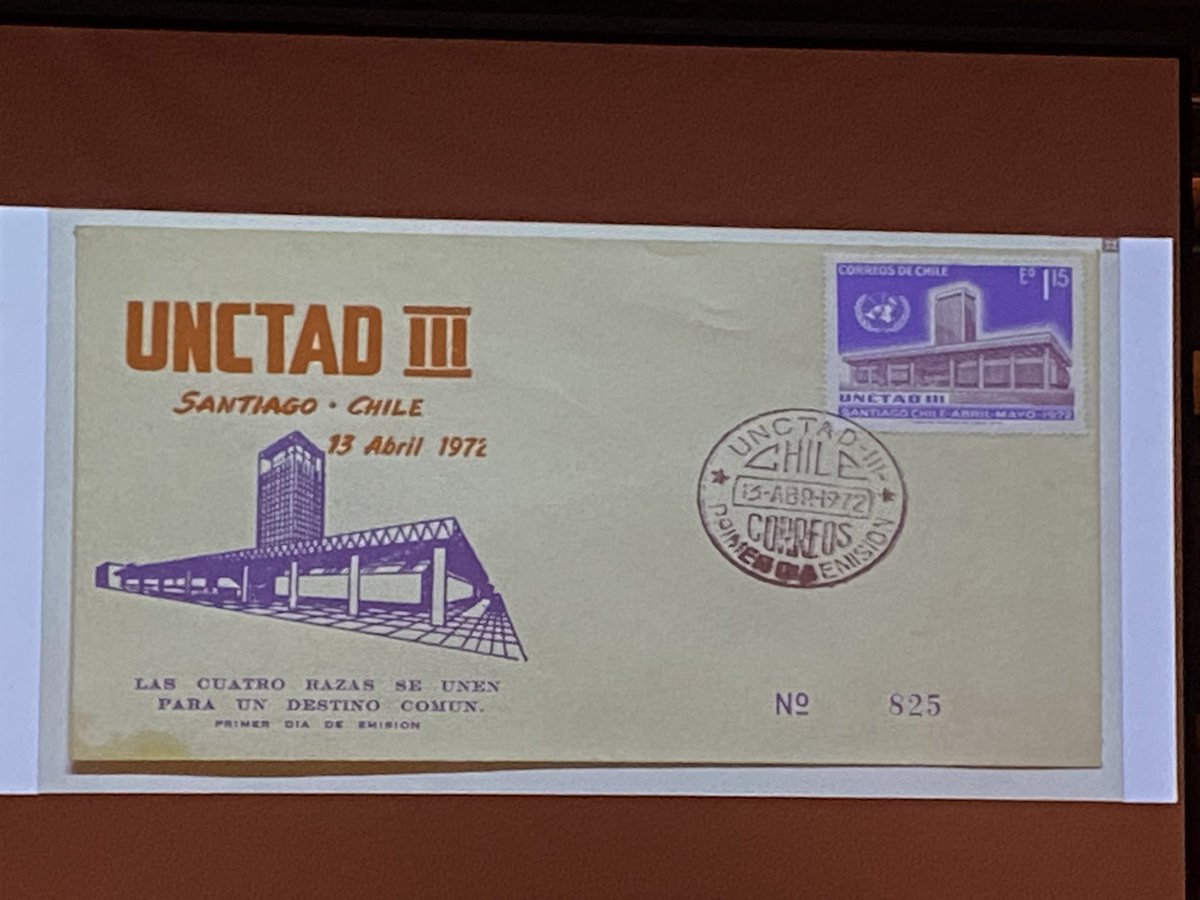 UNCTAD III
SANTIAGO · CHILE
13 Abril 1972
LAS CUATRO RAZAS SE UNEN
PARA UN DESTINO COMUN.
PRIMER DIA DE EMISION
CORREOS DE CHILE
Eº 1,15
UNCTAD III
SANTIAGO CHILE-ABRIL-MAYO-1972
UNCTAD-III-
CHILE
13-ABR-1972
CORREOS
PRIMER DIA EMISION
Nº 825